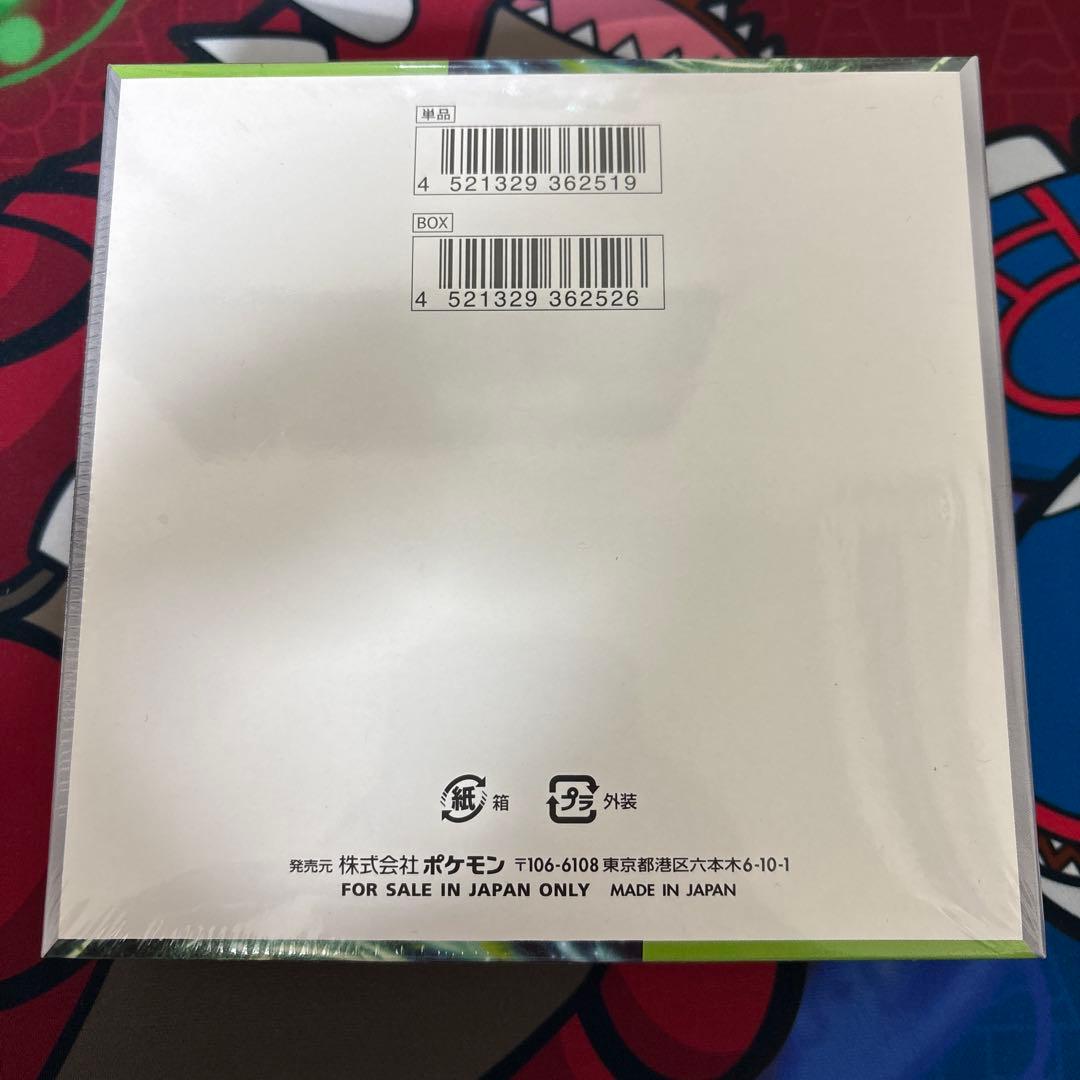 単品
4 521329 362519
BOX
4 521329 362526
紙 箱 プラ 外装
発売元 株式会社 ポケモン 〒106-6108 東京都港区六本木6-10-1
FOR SALE IN JAPAN ONLY MADE IN JAPAN